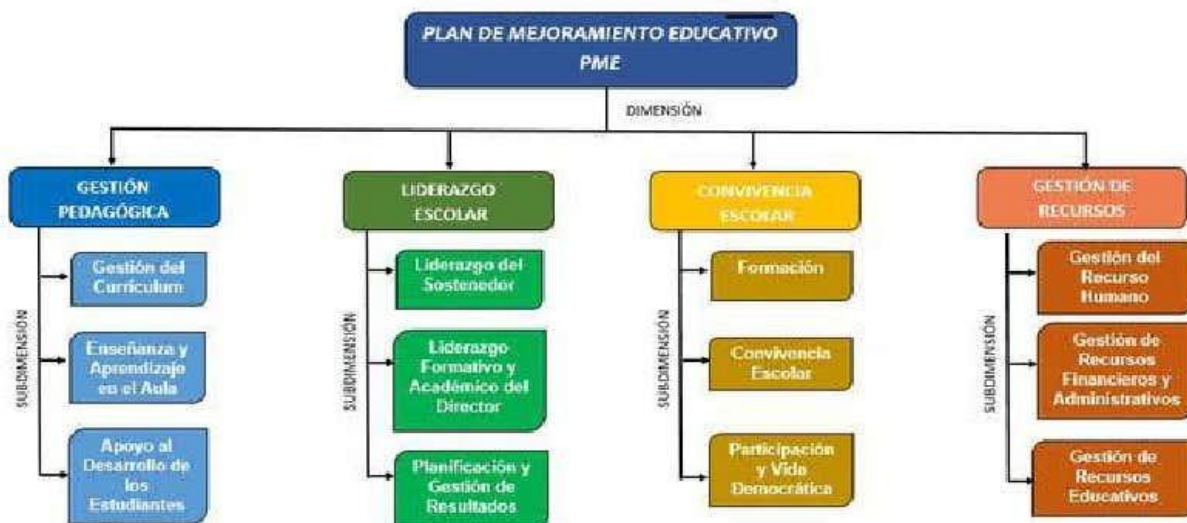 PLAN DE MEJORAMIENTO EDUCATIVO
PME
DIMENSIÓN
GESTIÓN
PEDAGÓGICA
SUBDIMENSIÓN
Gestión del
Currículum
Enseñanza y
Aprendizaje
en el Aula
Apoyo al
Desarrollo de
los
Estudiantes
LIDERAZGO
ESCOLAR
SUBDIMENSIÓN
Liderazgo del
Sostenedor
Liderazgo
Formativo y
Académico del
Director
Planificación y
Gestión de
Resultados
CONVIVENCIA
ESCOLAR
SUBDIMENSIÓN
Formación
Convivencia
Escolar
Participación
y Vida
Democrática
GESTIÓN DE
RECURSOS
SUBDIMENSIÓN
Gestión del
Recurso
Humano
Gestión de
Recursos
Financieros y
Administrativos
Gestión de
Recursos
Educativos